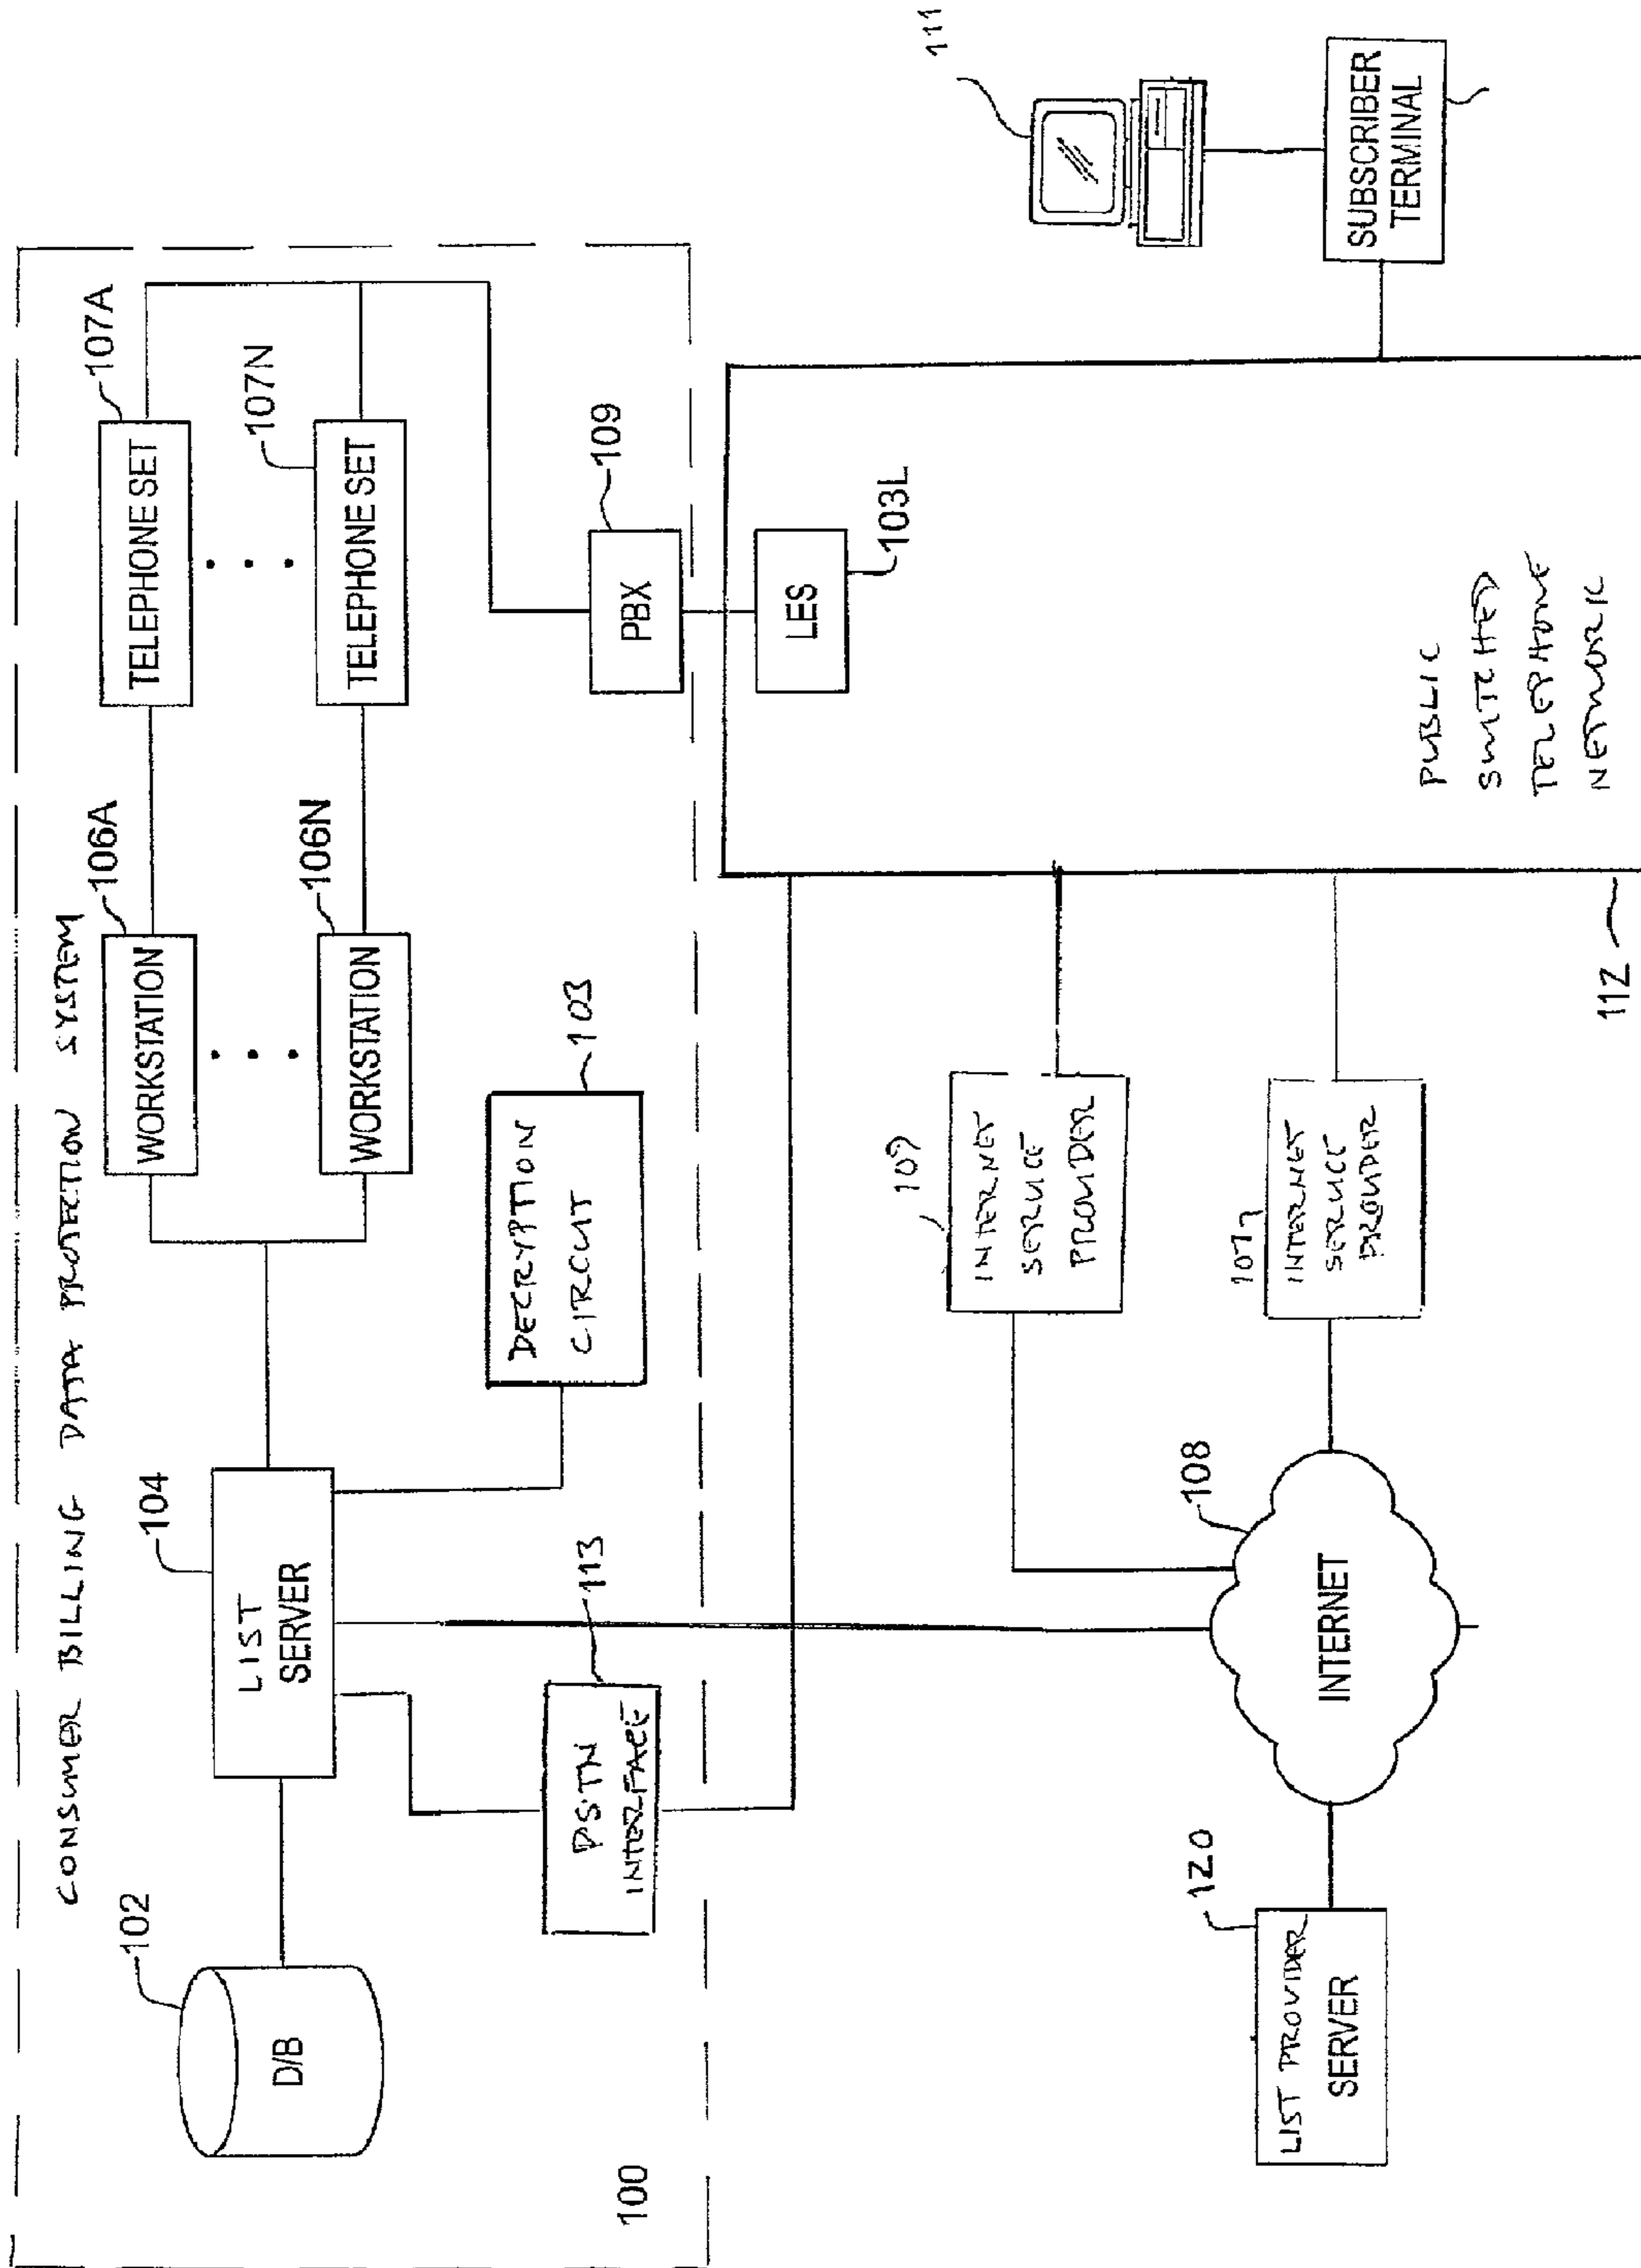 CONSUMER BILLING DATA PROTECTION SYSTEM
102
D/B
104
LIST
SERVER
106A
WORKSTATION
106N
WORKSTATION
107A
TELEPHONE SET
107N
TELEPHONE SET
113
PSTN
INTERFACE
103
DECRYPTION
CIRCUIT
109
PBX
100
103L
LES
111
SUBSCRIBER
TERMINAL
109
INTERNET
SERVICE
PROVIDER
107
INTERNET
SERVICE
PROVIDER
108
INTERNET
120
LIST PROVIDER
SERVER
112
PUBLIC
SWITCHED
TELEPHONE
NETWORK